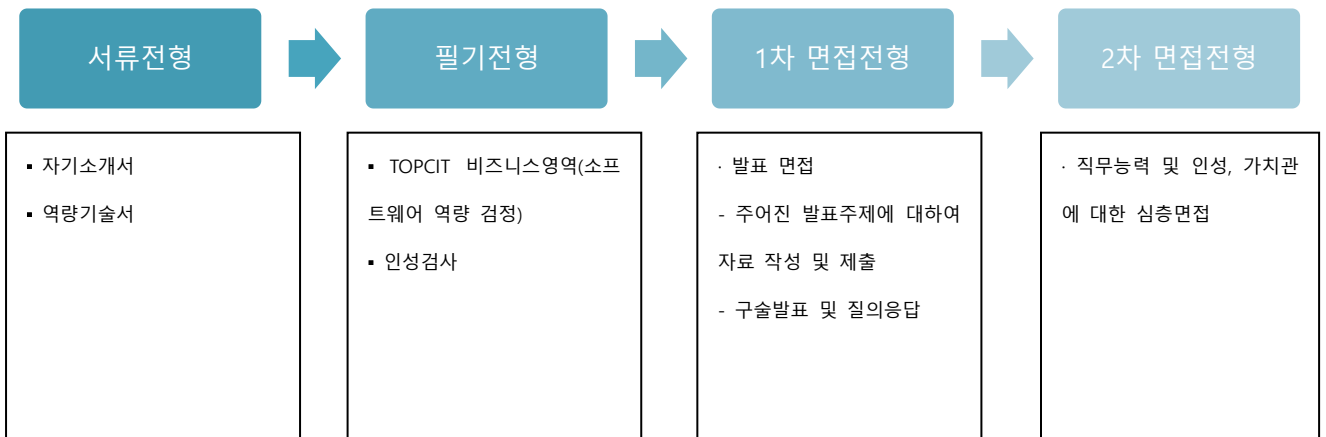 서류전형
필기전형
1차 면접전형
2차 면접전형
▪ 자기소개서
▪ 역량기술서
▪ TOPCIT 비즈니스영역(소프
트웨어 역량 검정)
▪ 인성검사
· 발표 면접
- 주어진 발표주제에 대하여
자료 작성 및 제출
- 구술발표 및 질의응답
· 직무능력 및 인성, 가치관
에 대한 심층면접